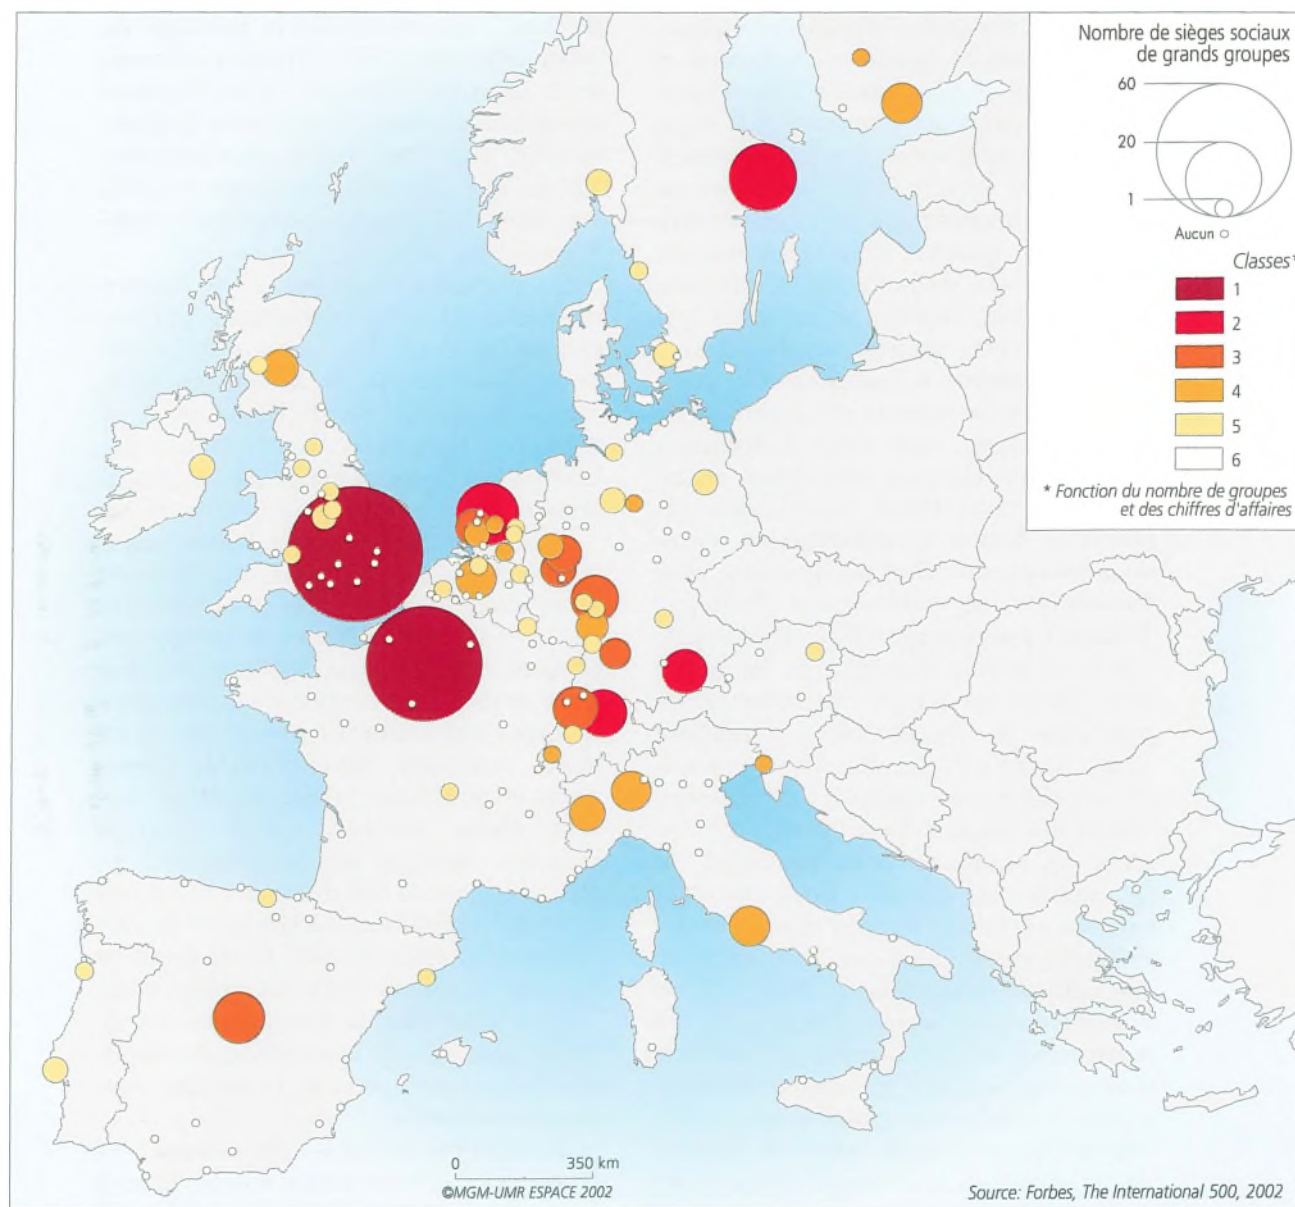 Nombre de sièges sociaux
de grands groupes
60
20
1
Aucun
Classes*
1
2
3
4
5
6
* Fonction du nombre de groupes
et des chiffres d'affaires
0 350 km
©MGM-UMR ESPACE 2002
Source: Forbes, The International 500, 2002